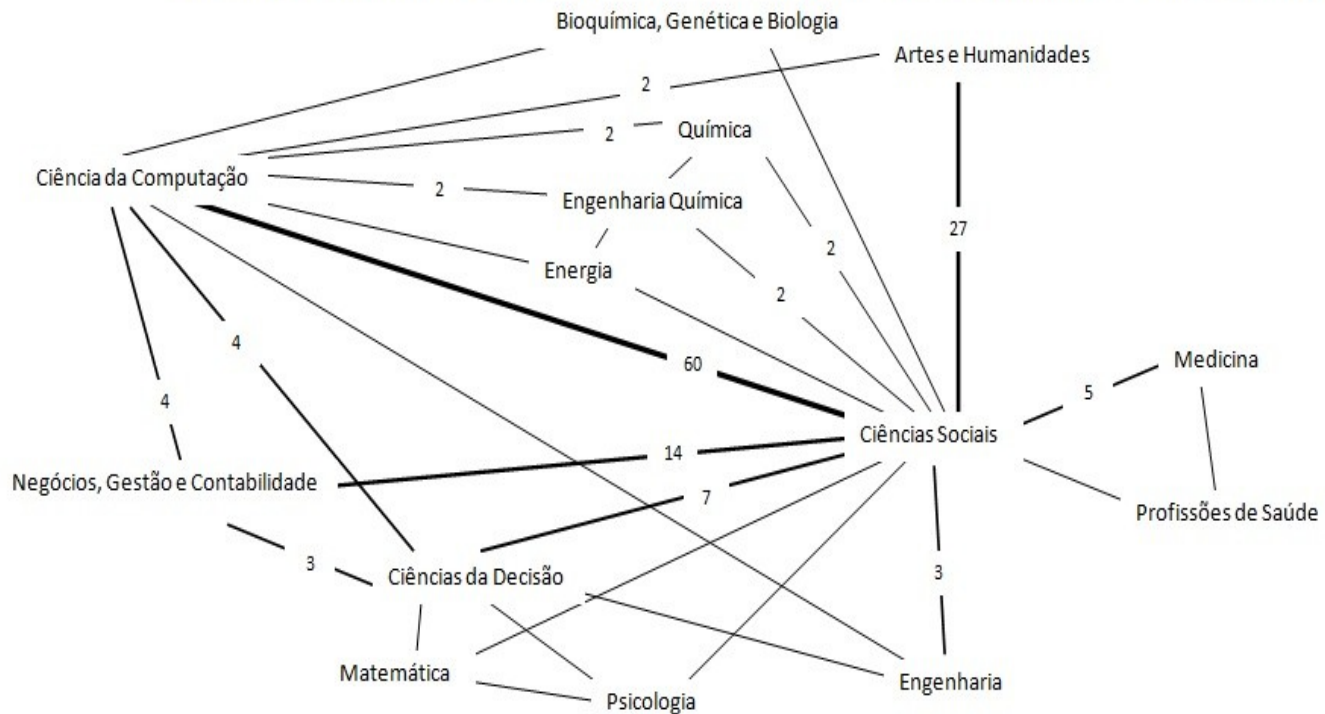 Bioquímica, Genética e Biologia
Artes e Humanidades
2
2
Química
Ciência da Computação
2
Engenharia Química
27
2
Energia
2
4
60
Medicina
5
4
Ciências Sociais
14
Negócios, Gestão e Contabilidade
7
Profissões de Saúde
3
Ciências da Decisão
3
Matemática
Engenharia
Psicologia